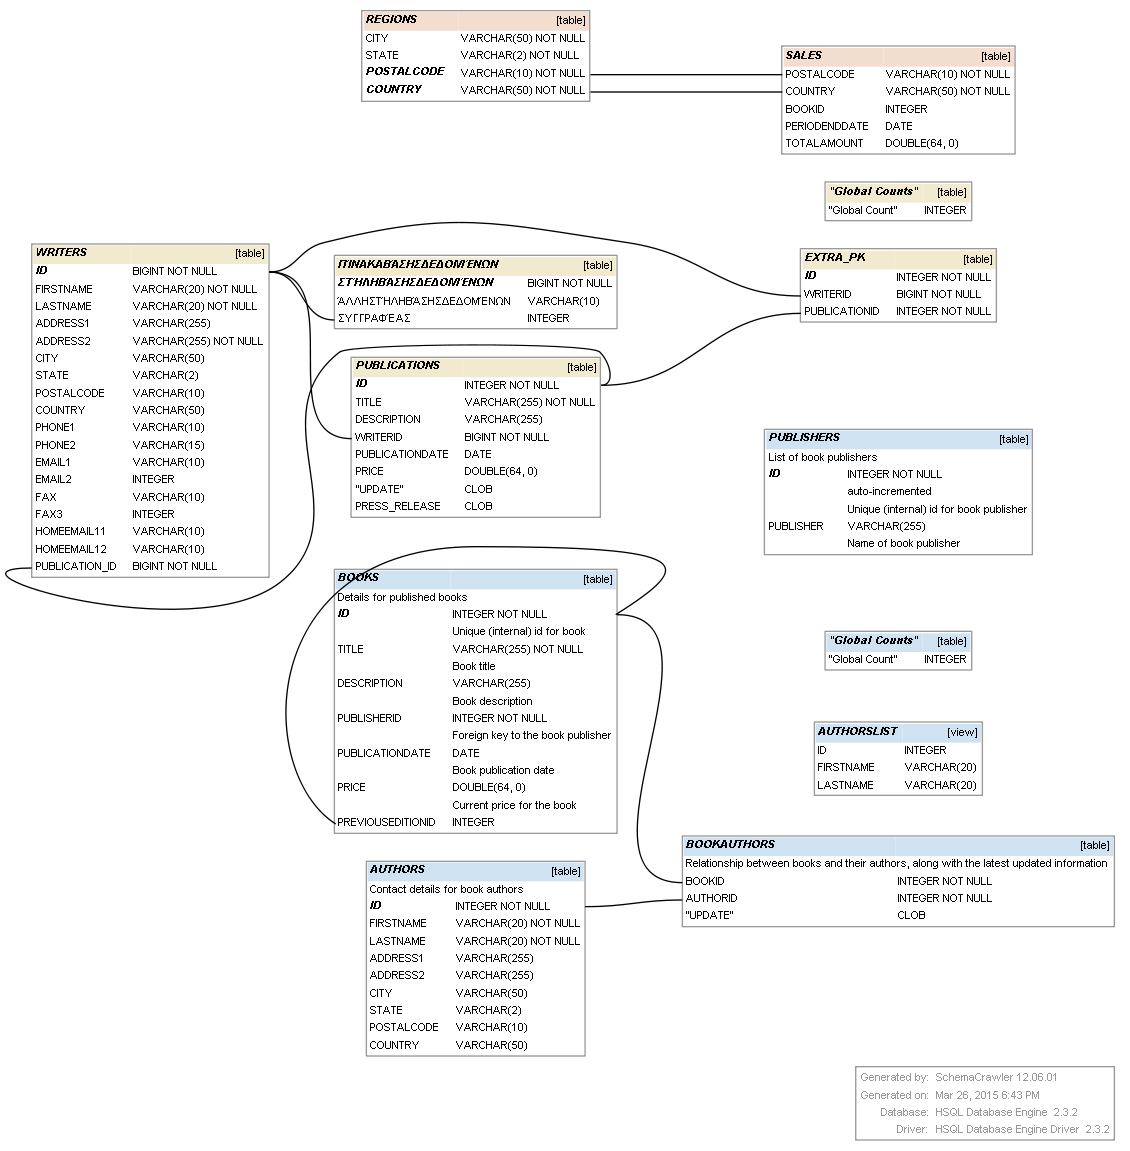 REGIONS [table]
CITY VARCHAR(50) NOT NULL
STATE VARCHAR(2) NOT NULL
POSTALCODE VARCHAR(10) NOT NULL
COUNTRY VARCHAR(50) NOT NULL
SALES [table]
POSTALCODE VARCHAR(10) NOT NULL
COUNTRY VARCHAR(50) NOT NULL
BOOKID INTEGER
PERIODENDDATE DATE
TOTALAMOUNT DOUBLE(64, 0)
"Global Counts" [table]
"Global Count" INTEGER
WRITERS [table]
ID BIGINT NOT NULL
FIRSTNAME VARCHAR(20) NOT NULL
LASTNAME VARCHAR(20) NOT NULL
ADDRESS1 VARCHAR(255)
ADDRESS2 VARCHAR(255) NOT NULL
CITY VARCHAR(50)
STATE VARCHAR(2)
POSTALCODE VARCHAR(10)
COUNTRY VARCHAR(50)
PHONE1 VARCHAR(10)
PHONE2 VARCHAR(15)
EMAIL1 VARCHAR(10)
EMAIL2 INTEGER
FAX VARCHAR(10)
FAX3 INTEGER
HOMEEMAIL11 VARCHAR(10)
HOMEEMAIL12 VARCHAR(10)
PUBLICATION_ID BIGINT NOT NULL
ΠΊΝΑΚΑΒΆΣΗΣΔΕΔΟΜΈΝΩΝ [table]
ΣΤΉΛΗΒΆΣΗΣΔΕΔΟΜΈΝΩΝ BIGINT NOT NULL
ΆΛΛΗΣΤΉΛΗΒΆΣΗΣΔΕΔΟΜΈΝΩΝ VARCHAR(10)
ΣΥΓΓΡΑΦΈΑΣ INTEGER
EXTRA_PK [table]
ID INTEGER NOT NULL
WRITERID BIGINT NOT NULL
PUBLICATIONID INTEGER NOT NULL
PUBLICATIONS [table]
ID INTEGER NOT NULL
TITLE VARCHAR(255) NOT NULL
DESCRIPTION VARCHAR(255)
WRITERID BIGINT NOT NULL
PUBLICATIONDATE DATE
PRICE DOUBLE(64, 0)
"UPDATE" CLOB
PRESS_RELEASE CLOB
PUBLISHERS [table]
List of book publishers
ID INTEGER NOT NULL
auto-incremented
Unique (internal) id for book publisher
PUBLISHER VARCHAR(255)
Name of book publisher
BOOKS [table]
Details for published books
ID INTEGER NOT NULL
Unique (internal) id for book
TITLE VARCHAR(255) NOT NULL
Book title
DESCRIPTION VARCHAR(255)
Book description
PUBLISHERID INTEGER NOT NULL
Foreign key to the book publisher
PUBLICATIONDATE DATE
Book publication date
PRICE DOUBLE(64, 0)
Current price for the book
PREVIOUSEDITIONID INTEGER
"Global Counts" [table]
"Global Count" INTEGER
AUTHORSLIST [view]
ID INTEGER
FIRSTNAME VARCHAR(20)
LASTNAME VARCHAR(20)
BOOKAUTHORS [table]
Relationship between books and their authors, along with the latest updated information
BOOKID INTEGER NOT NULL
AUTHORID INTEGER NOT NULL
"UPDATE" CLOB
AUTHORS [table]
Contact details for book authors
ID INTEGER NOT NULL
FIRSTNAME VARCHAR(20) NOT NULL
LASTNAME VARCHAR(20) NOT NULL
ADDRESS1 VARCHAR(255)
ADDRESS2 VARCHAR(255)
CITY VARCHAR(50)
STATE VARCHAR(2)
POSTALCODE VARCHAR(10)
COUNTRY VARCHAR(50)
Generated by: SchemaCrawler 12.06.01
Generated on: Mar 26, 2015 6:43 PM
Database: HSQL Database Engine 2.3.2
Driver: HSQL Database Engine Driver 2.3.2